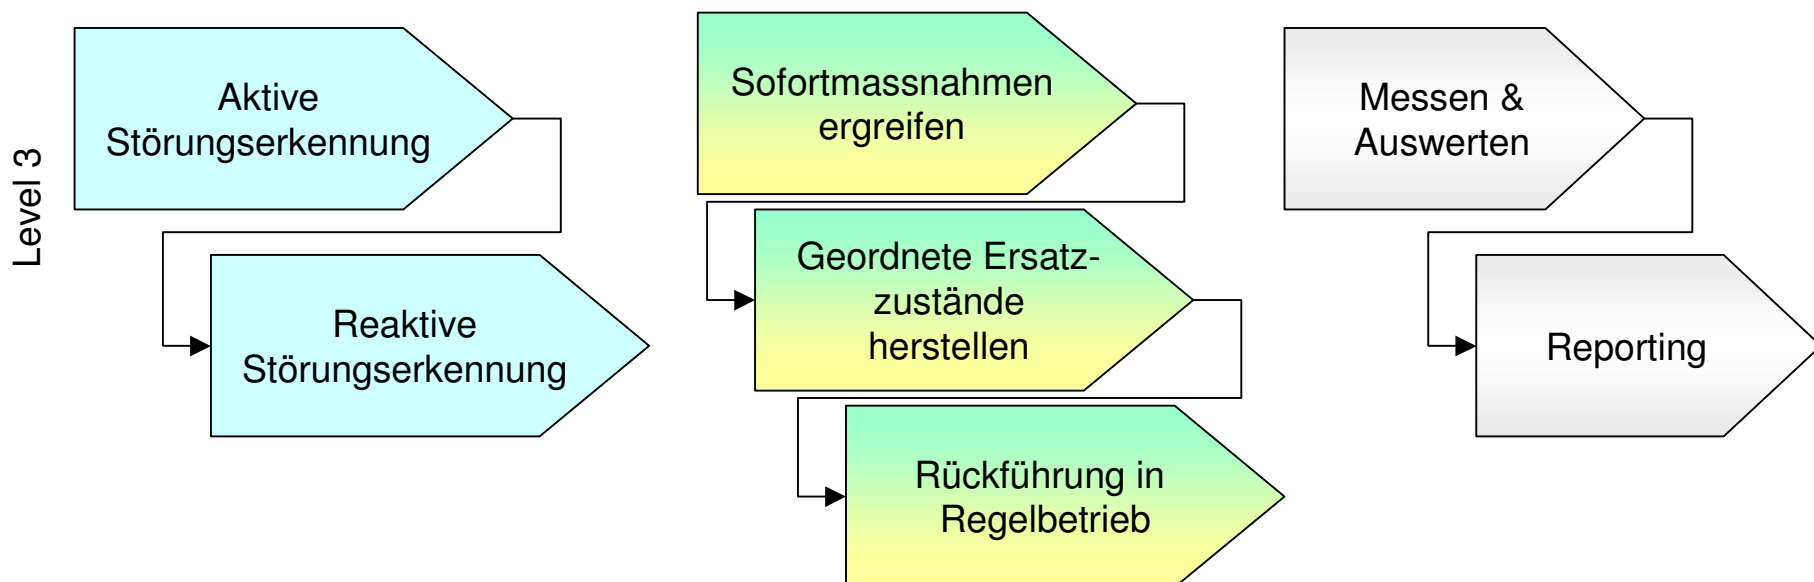 Level 3
Aktive
Störungserkennung
Reaktive
Störungserkennung
Sofortmassnahmen
ergreifen
Geordnete Ersatz-
zustände
herstellen
Rückführung in
Regelbetrieb
Messen &
Auswerten
Reporting